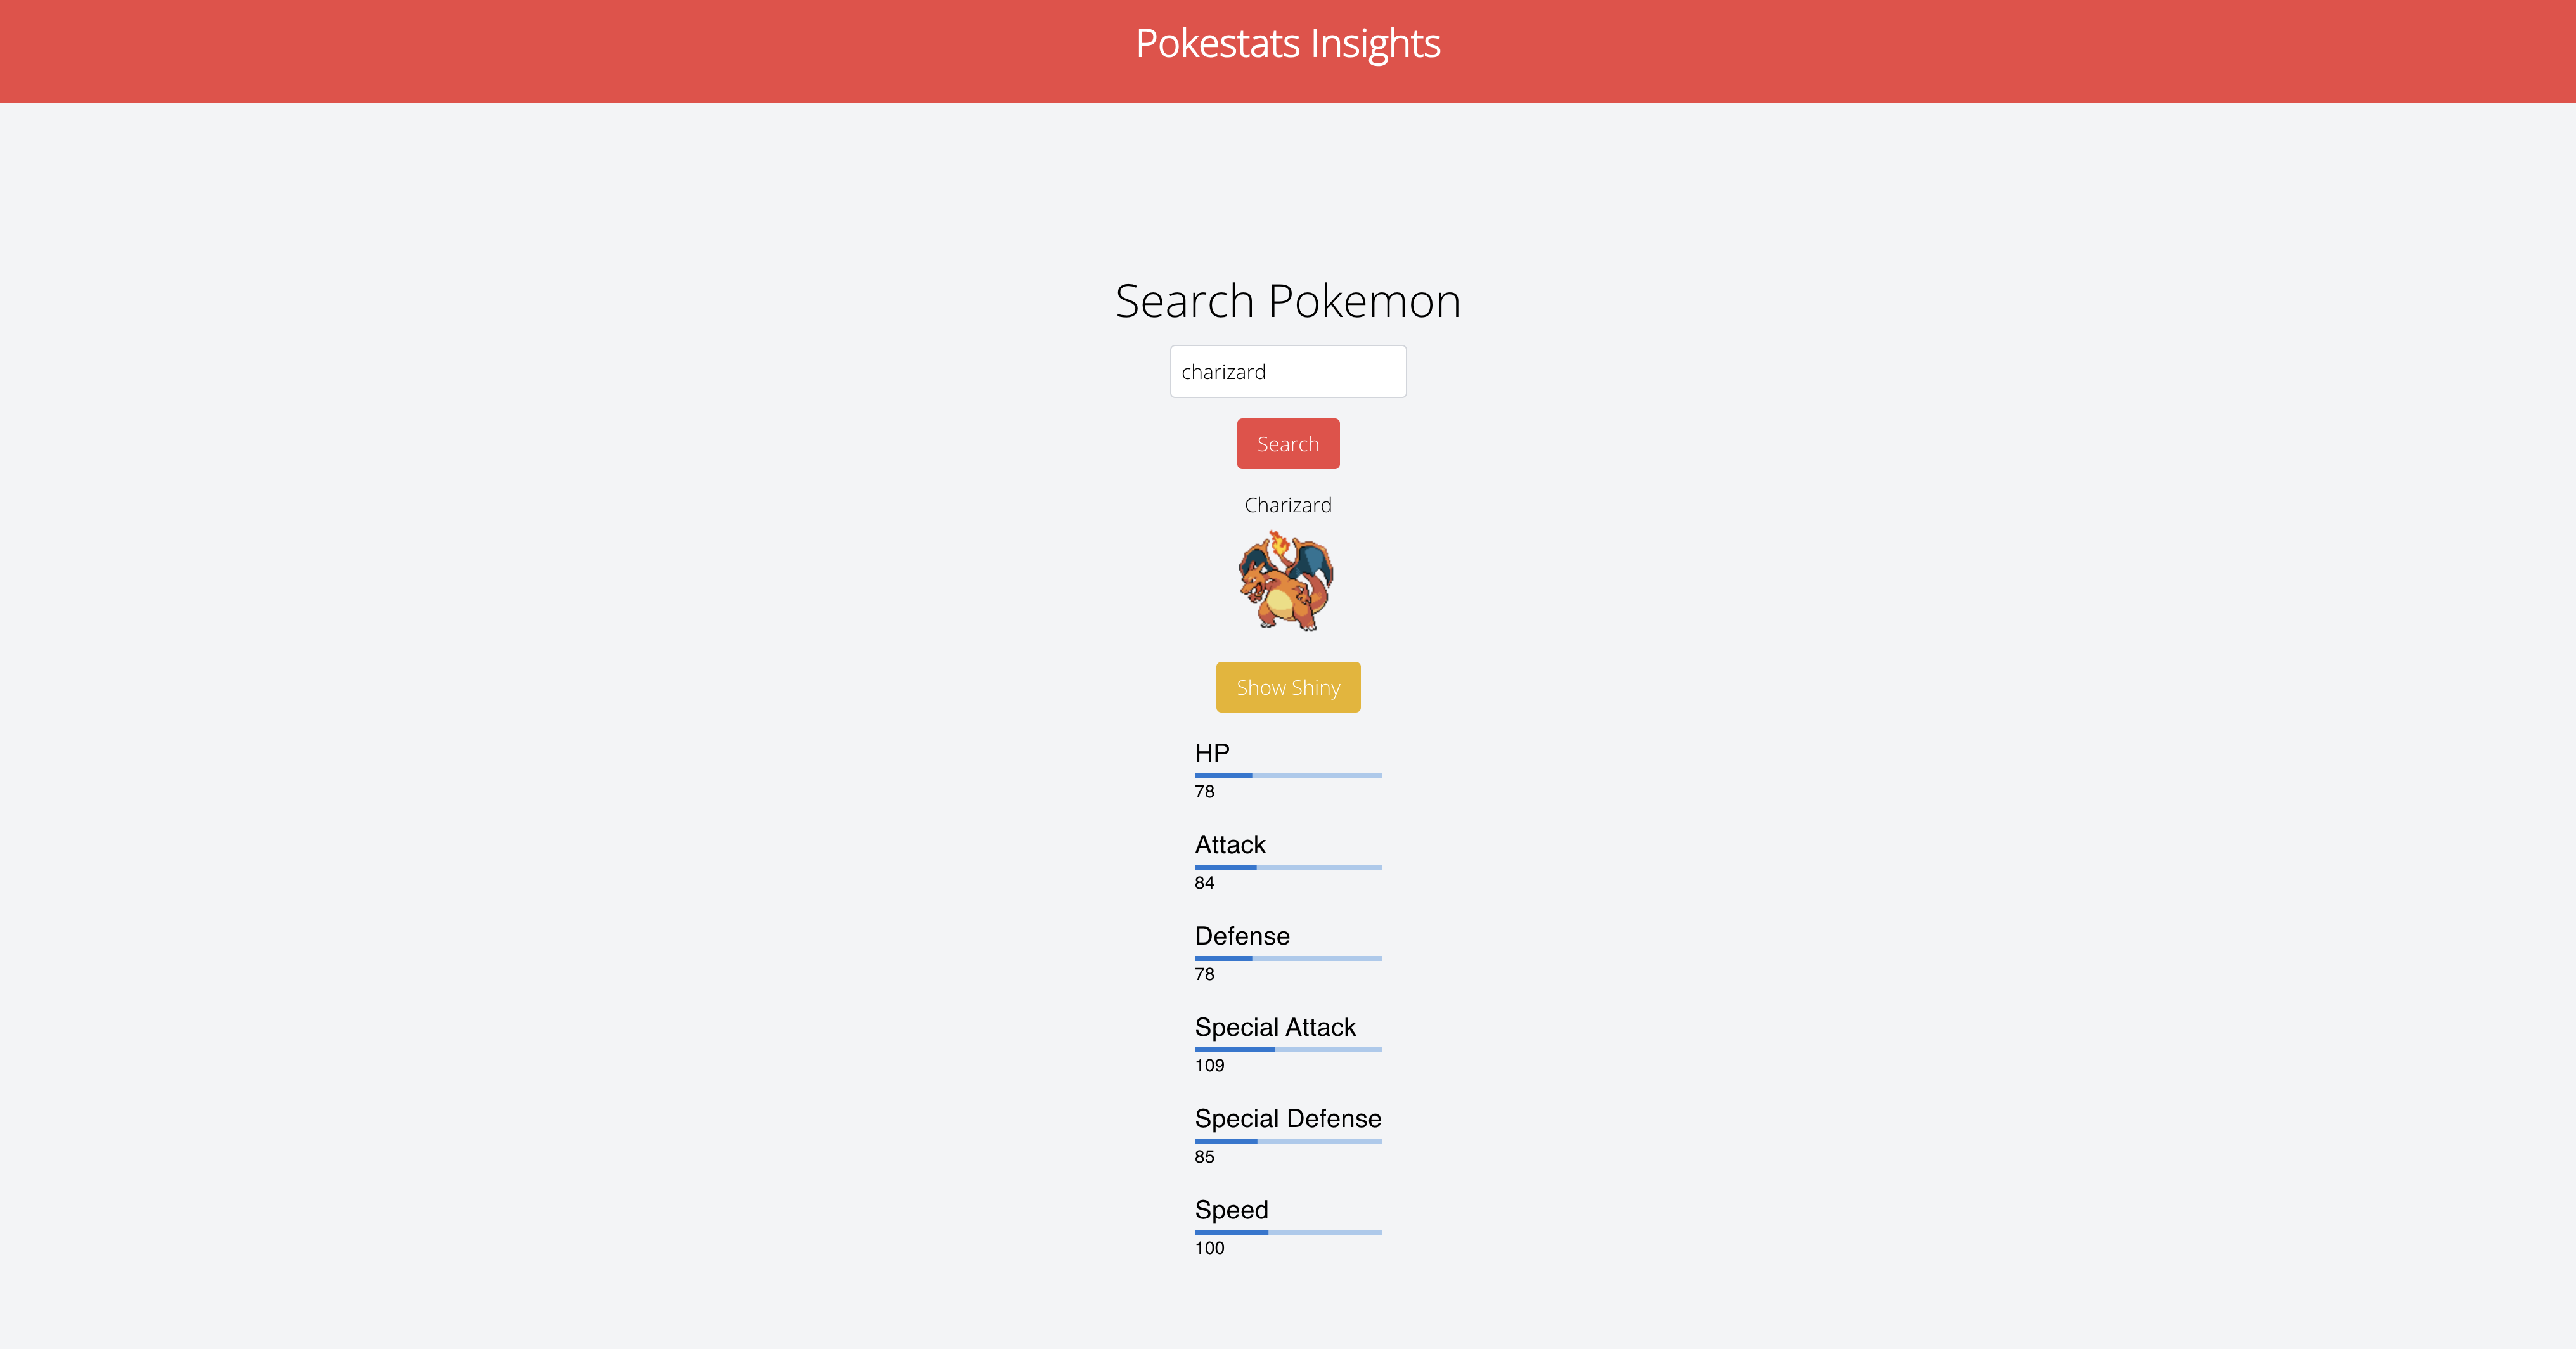 Pokestats Insights
Search Pokemon
charizard
Search
Charizard
Show Shiny
HP
78
Attack
84
Defense
78
Special Attack
109
Special Defense
85
Speed
100